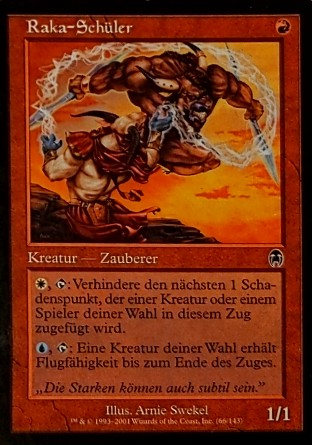 Raka-Schüler
Kreatur — Zauberer
, : Verhindere den nächsten 1 Scha-
denspunkt, der einer Kreatur oder einem
Spieler deiner Wahl in diesem Zug
zugefügt wird.
, : Eine Kreatur deiner Wahl erhält
Flugfähigkeit bis zum Ende des Zuges.
„Die Starken können auch subtil sein.”
Illus. Arnie Swekel
™ & © 1993-2001 Wizards of the Coast, Inc. (66/143)
1/1